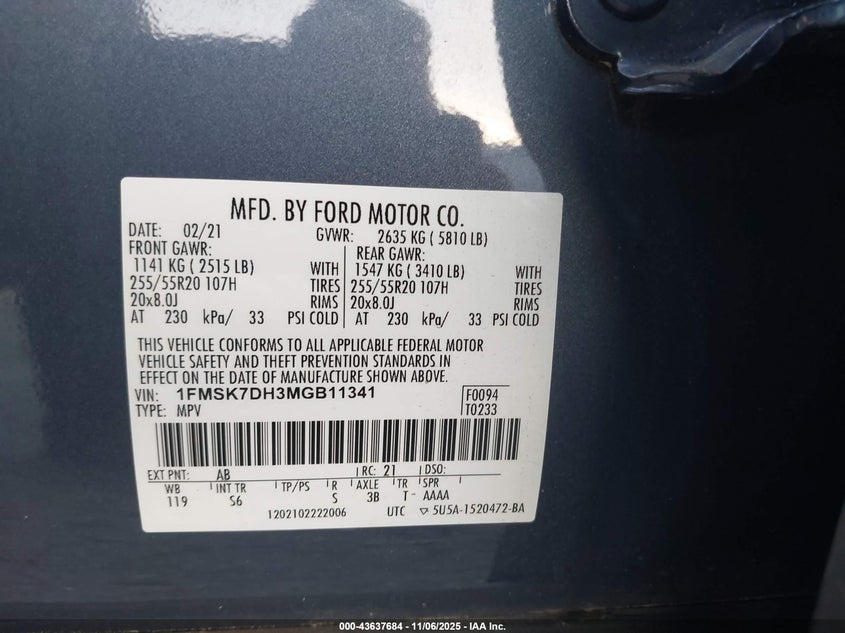 MFD. BY FORD MOTOR CO.
DATE: 02/21 GVWR: 2635 KG ( 5810 LB)
FRONT GAWR: REAR GAWR:
1141 KG ( 2515 LB) WITH 1547 KG ( 3410 LB) WITH
255/55R20 107H TIRES 255/55R20 107H TIRES
20x8.0J RIMS 20x8.0J RIMS
AT 230 kPa/ 33 PSI COLD AT 230 kPa/ 33 PSI COLD
THIS VEHICLE CONFORMS TO ALL APPLICABLE FEDERAL MOTOR
VEHICLE SAFETY AND THEFT PREVENTION STANDARDS IN
EFFECT ON THE DATE OF MANUFACTURE SHOWN ABOVE.
VIN: 1FMSK7DH3MGB11341 F0094
TYPE: MPV T0233
EXT PNT: AB RC: 21 DSO:
WB INT TR TP/PS R AXLE TR SPR
119 S6 S 3B T- AAAA
1202102222006 UTC ▽ 5U5A-1520472-BA
000-43637684 - 11/06/2025 - IAA Inc.